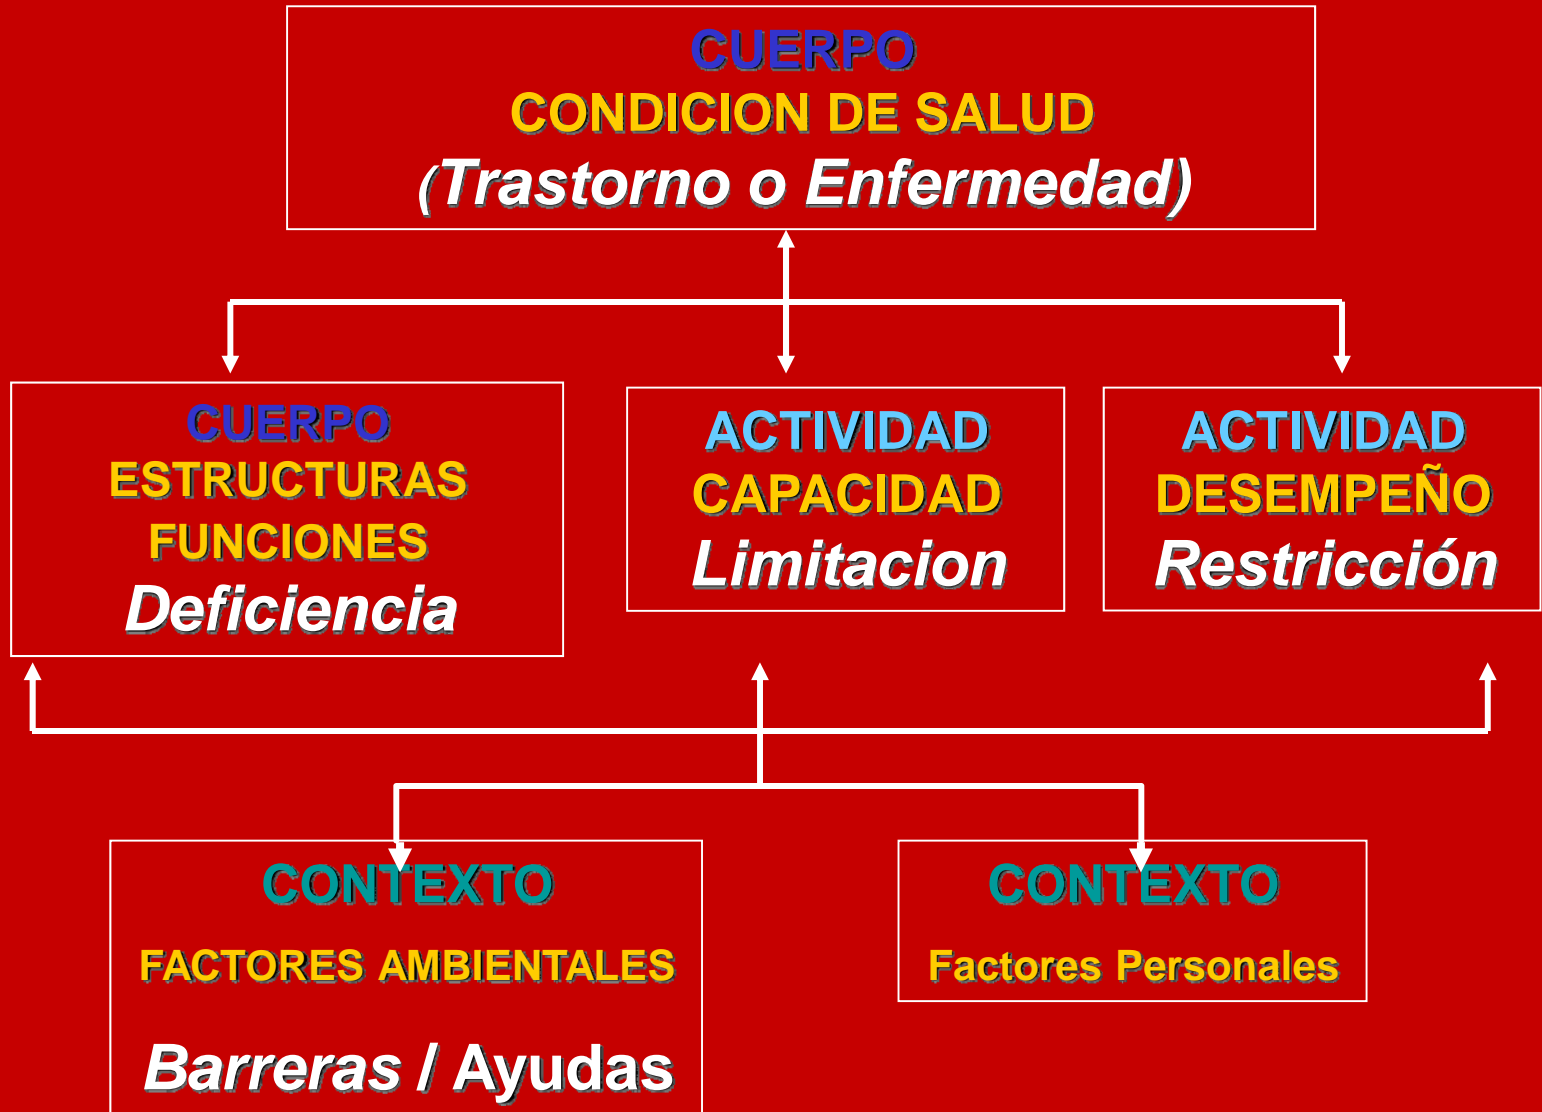 CUERPO
CONDICION DE SALUD
(Trastorno o Enfermedad)
CUERPO
ESTRUCTURAS
FUNCIONES
Deficiencia
ACTIVIDAD
CAPACIDAD
Limitacion
ACTIVIDAD
DESEMPEÑO
Restricción
CONTEXTO
FACTORES AMBIENTALES
Barreras / Ayudas
CONTEXTO
Factores Personales